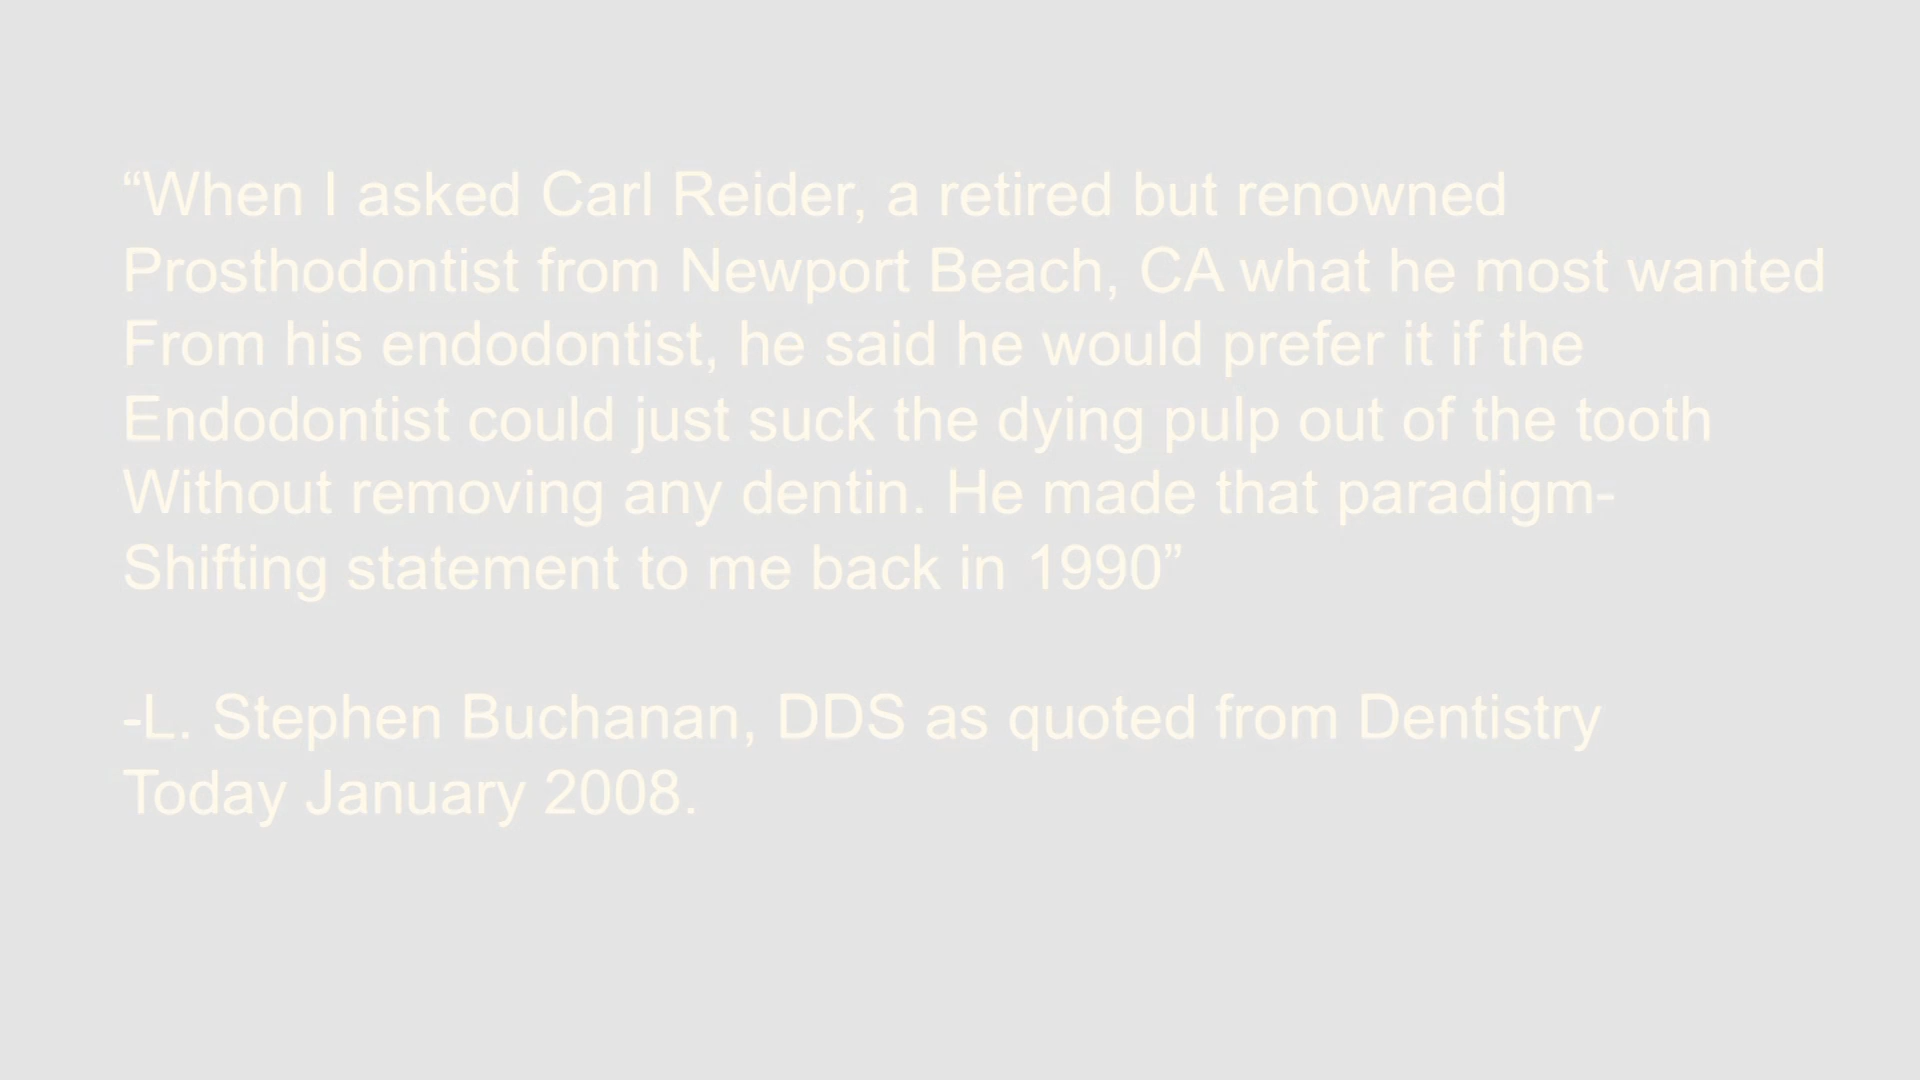 “When I asked Carl Reider, a retired but renowned
Prosthodontist from Newport Beach, CA what he most wanted
From his endodontist, he said he would prefer it if the
Endodontist could just suck the dying pulp out of the tooth
Without removing any dentin. He made that paradigm-
Shifting statement to me back in 1990”
-L. Stephen Buchanan, DDS as quoted from Dentistry
Today January 2008.